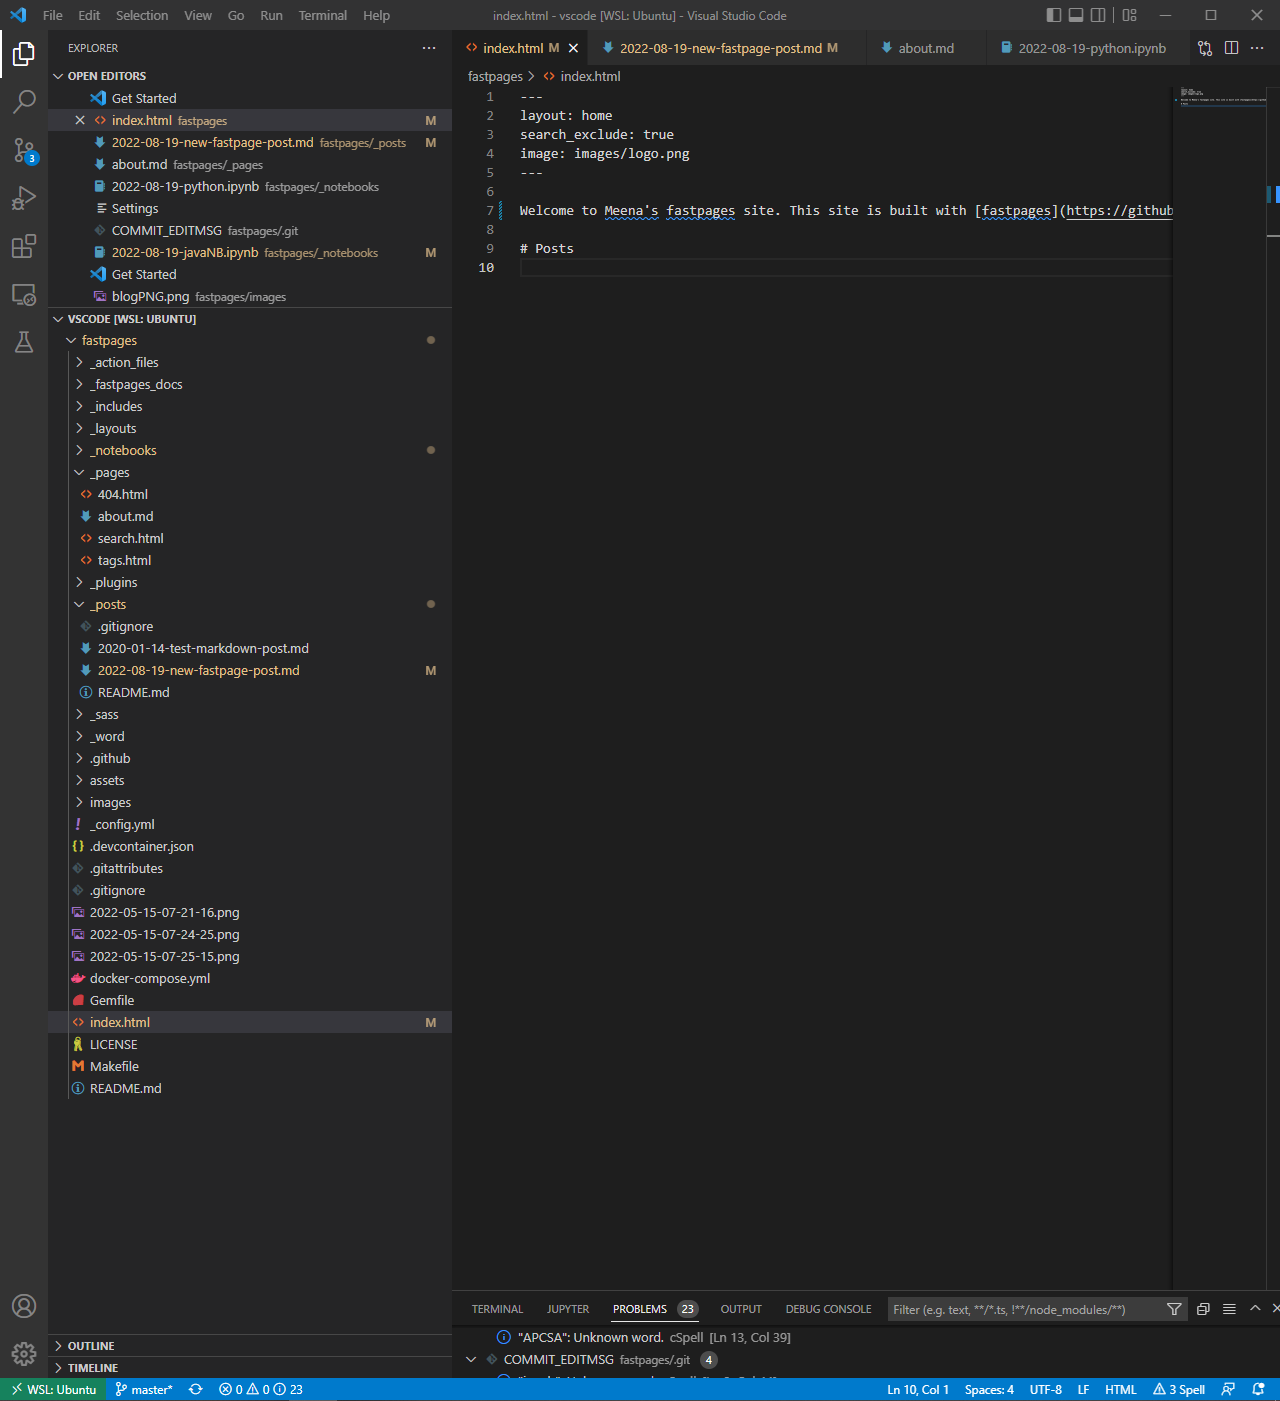 File Edit Selection View Go Run Terminal Help index.html - vscode [WSL: Ubuntu] - Visual Studio Code
EXPLORER
OPEN EDITORS
Get Started
index.html fastpages M
2022-08-19-new-fastpage-post.md fastpages/_posts M
about.md fastpages/_pages
2022-08-19-python.ipynb fastpages/_notebooks
Settings
COMMIT_EDITMSG fastpages/.git
2022-08-19-javaNB.ipynb fastpages/_notebooks M
Get Started
blogPNG.png fastpages/images
VSCODE [WSL: UBUNTU]
fastpages
_action_files
_fastpages_docs
_includes
_layouts
_notebooks
_pages
404.html
about.md
search.html
tags.html
_plugins
_posts
.gitignore
2020-01-14-test-markdown-post.md
2022-08-19-new-fastpage-post.md M
README.md
_sass
_word
.github
assets
images
_config.yml
.devcontainer.json
.gitattributes
.gitignore
2022-05-15-07-21-16.png
2022-05-15-07-24-25.png
2022-05-15-07-25-15.png
docker-compose.yml
Gemfile
index.html M
LICENSE
Makefile
README.md
OUTLINE
TIMELINE
3
index.html M 2022-08-19-new-fastpage-post.md M about.md 2022-08-19-python.ipynb
fastpages > index.html
1 ---
2 layout: home
3 search_exclude: true
4 image: images/logo.png
5 ---
6
7 Welcome to Meena's fastpages site. This site is built with [fastpages](https://github
8
9 # Posts
10
TERMINAL JUPYTER PROBLEMS 23 OUTPUT DEBUG CONSOLE Filter (e.g. text, **/*.ts, !**/node_modules/**)
"APCSA": Unknown word. cSpell [Ln 13, Col 39]
COMMIT_EDITMSG fastpages/.git 4
WSL: Ubuntu master* 0 0 23 Ln 10, Col 1 Spaces: 4 UTF-8 LF HTML 3 Spell